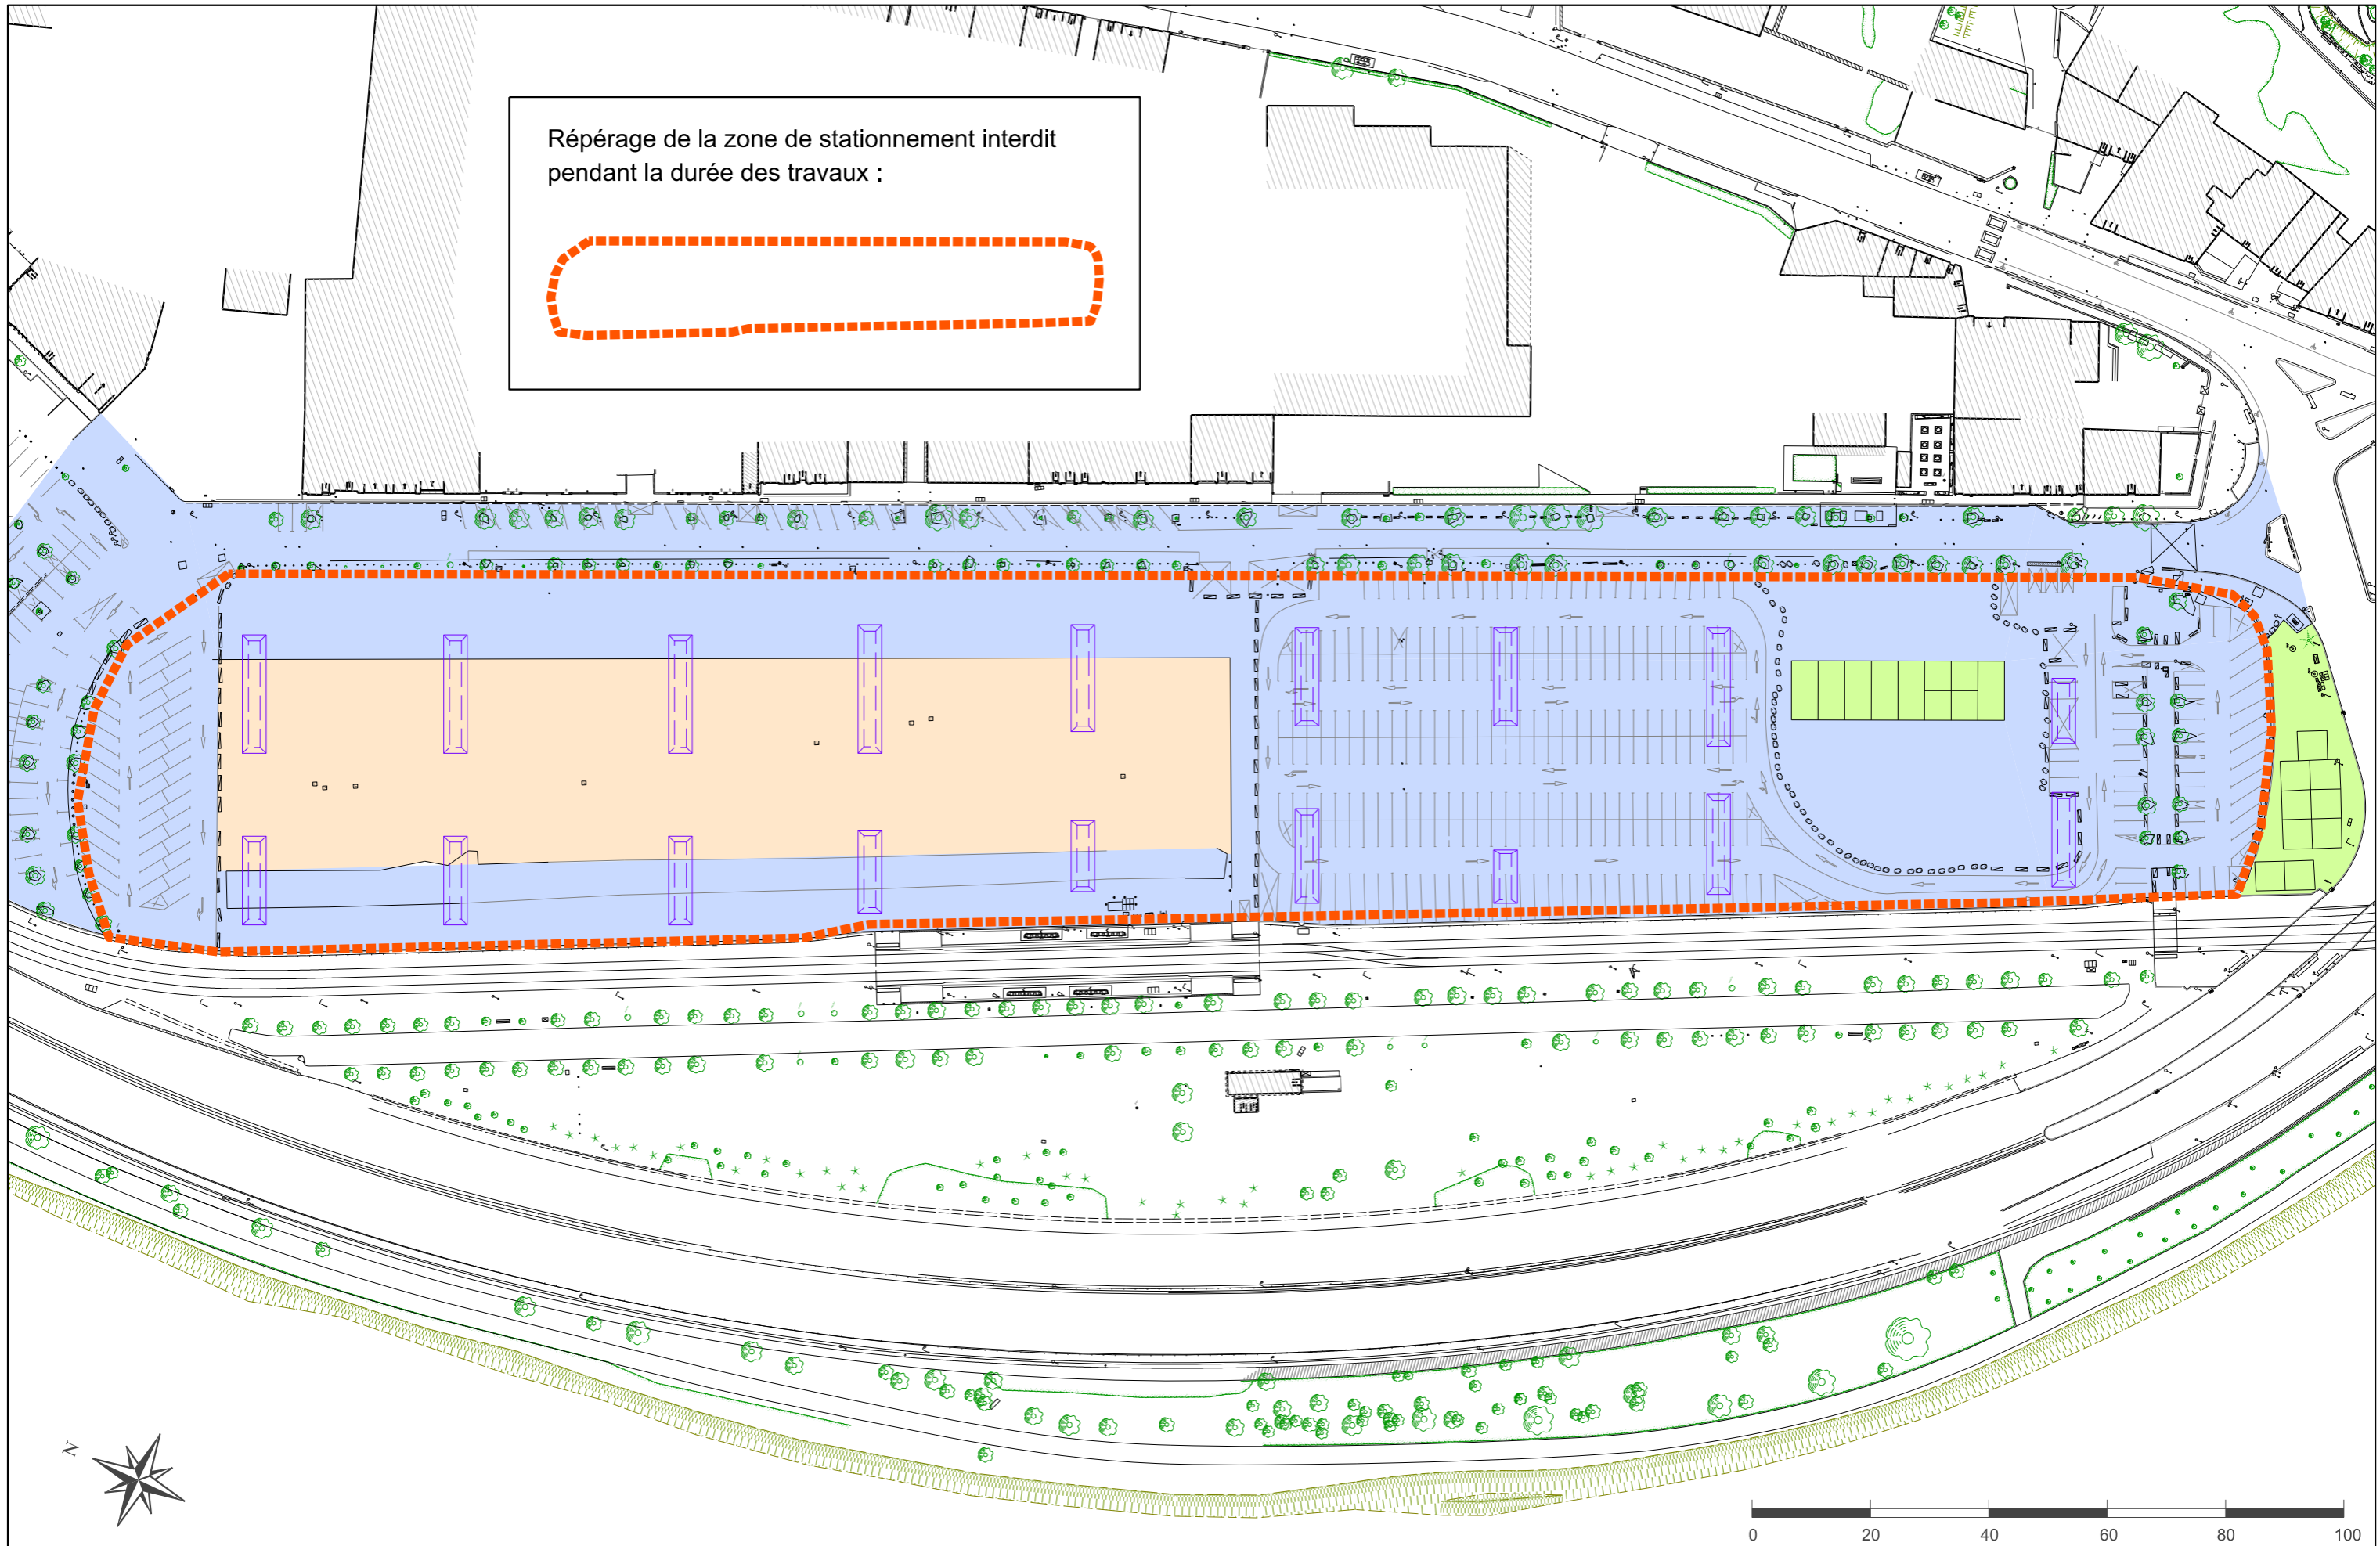 Répérage de la zone de stationnement interdit
pendant la durée des travaux :
N
0 20 40 60 80 100